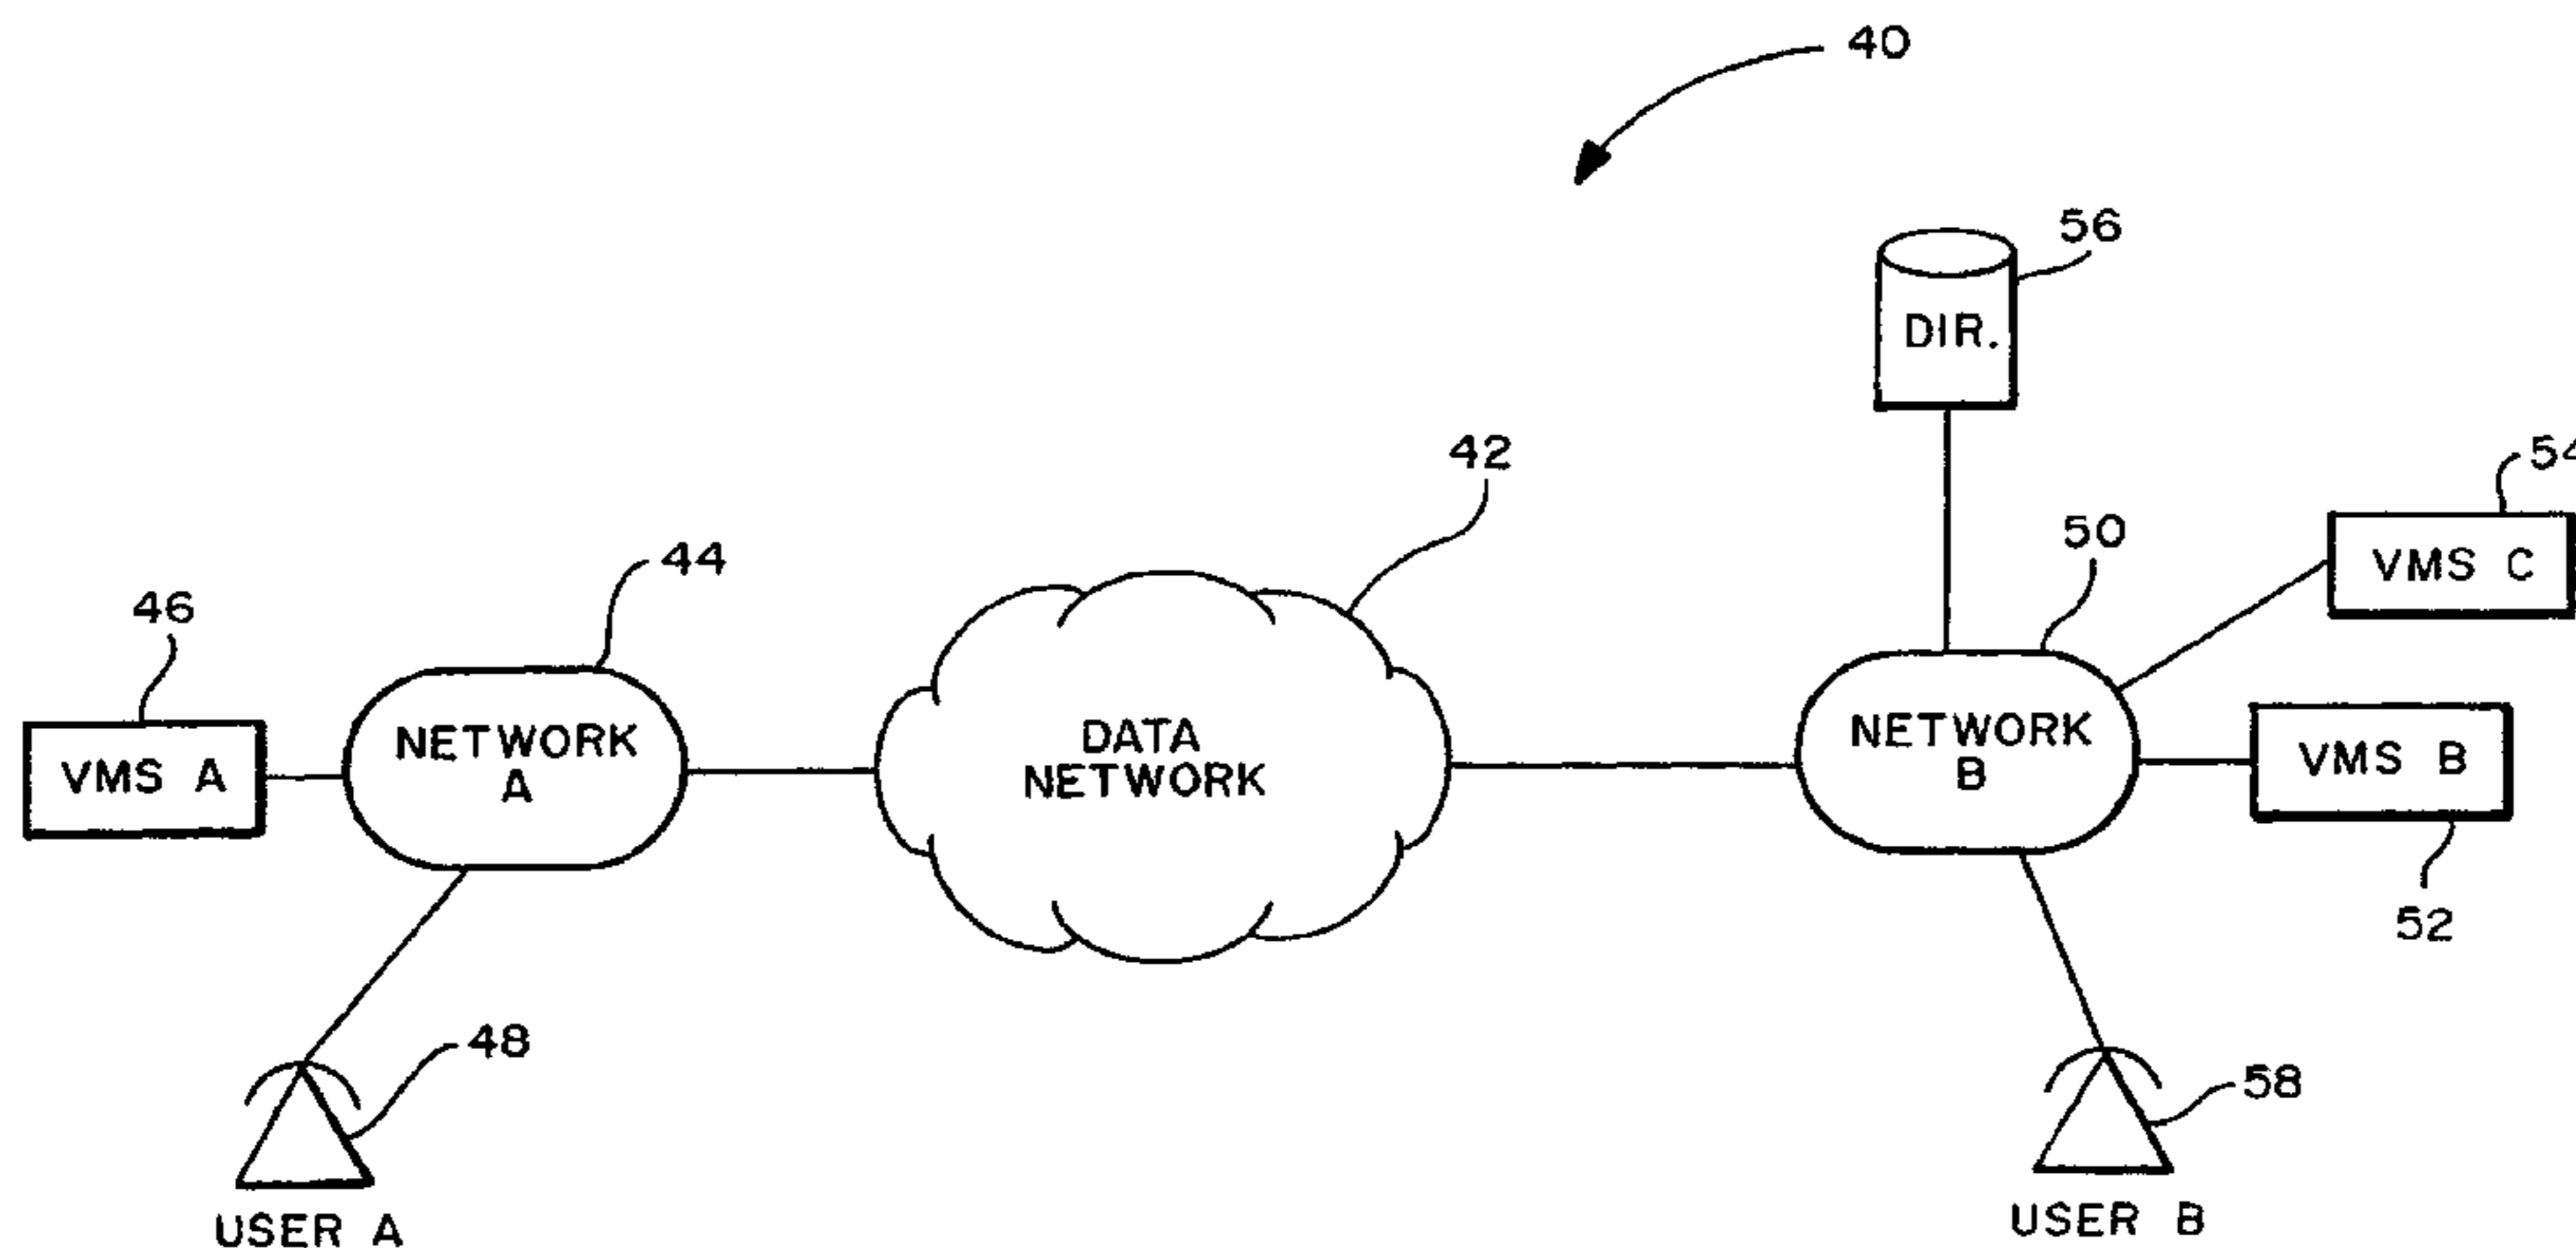 40
56
DIR.
42
54
44
50
VMS C
46
NETWORK
A
DATA
NETWORK
NETWORK
B
VMS A
VMS B
52
48
58
USER A
USER B